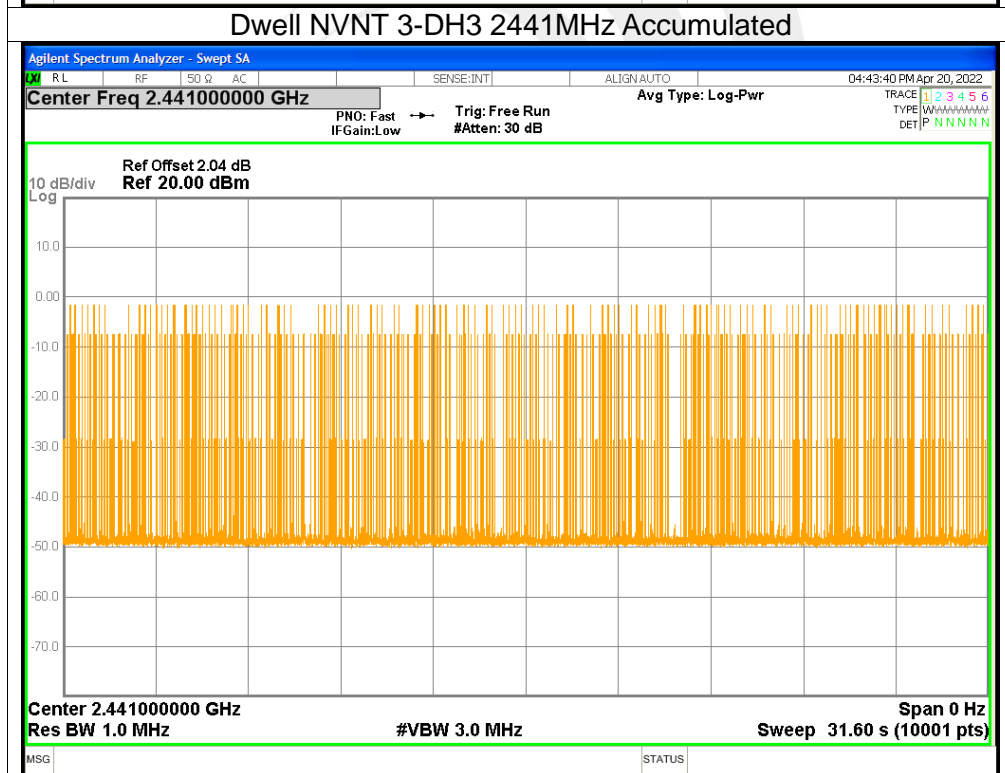 Dwell NVNT 3-DH3 2441MHz Accumulated
Agilent Spectrum Analyzer - Swept SA
LXI RL RF 50 Ω AC SENSE:INT ALIGN AUTO 04:43:40 PM Apr 20, 2022
Center Freq 2.441000000 GHz Avg Type: Log-Pwr TRACE 1 2 3 4 5 6
PNO: Fast Trig: Free Run TYPE WWWWWW
IFGain:Low #Atten: 30 dB DET P N N N N N
Ref Offset 2.04 dB
10 dB/div Ref 20.00 dBm
Log
10.0
0.00
-10.0
-20.0
-30.0
-40.0
-50.0
-60.0
-70.0
Center 2.441000000 GHz Span 0 Hz
Res BW 1.0 MHz #VBW 3.0 MHz Sweep 31.60 s (10001 pts)
MSG STATUS